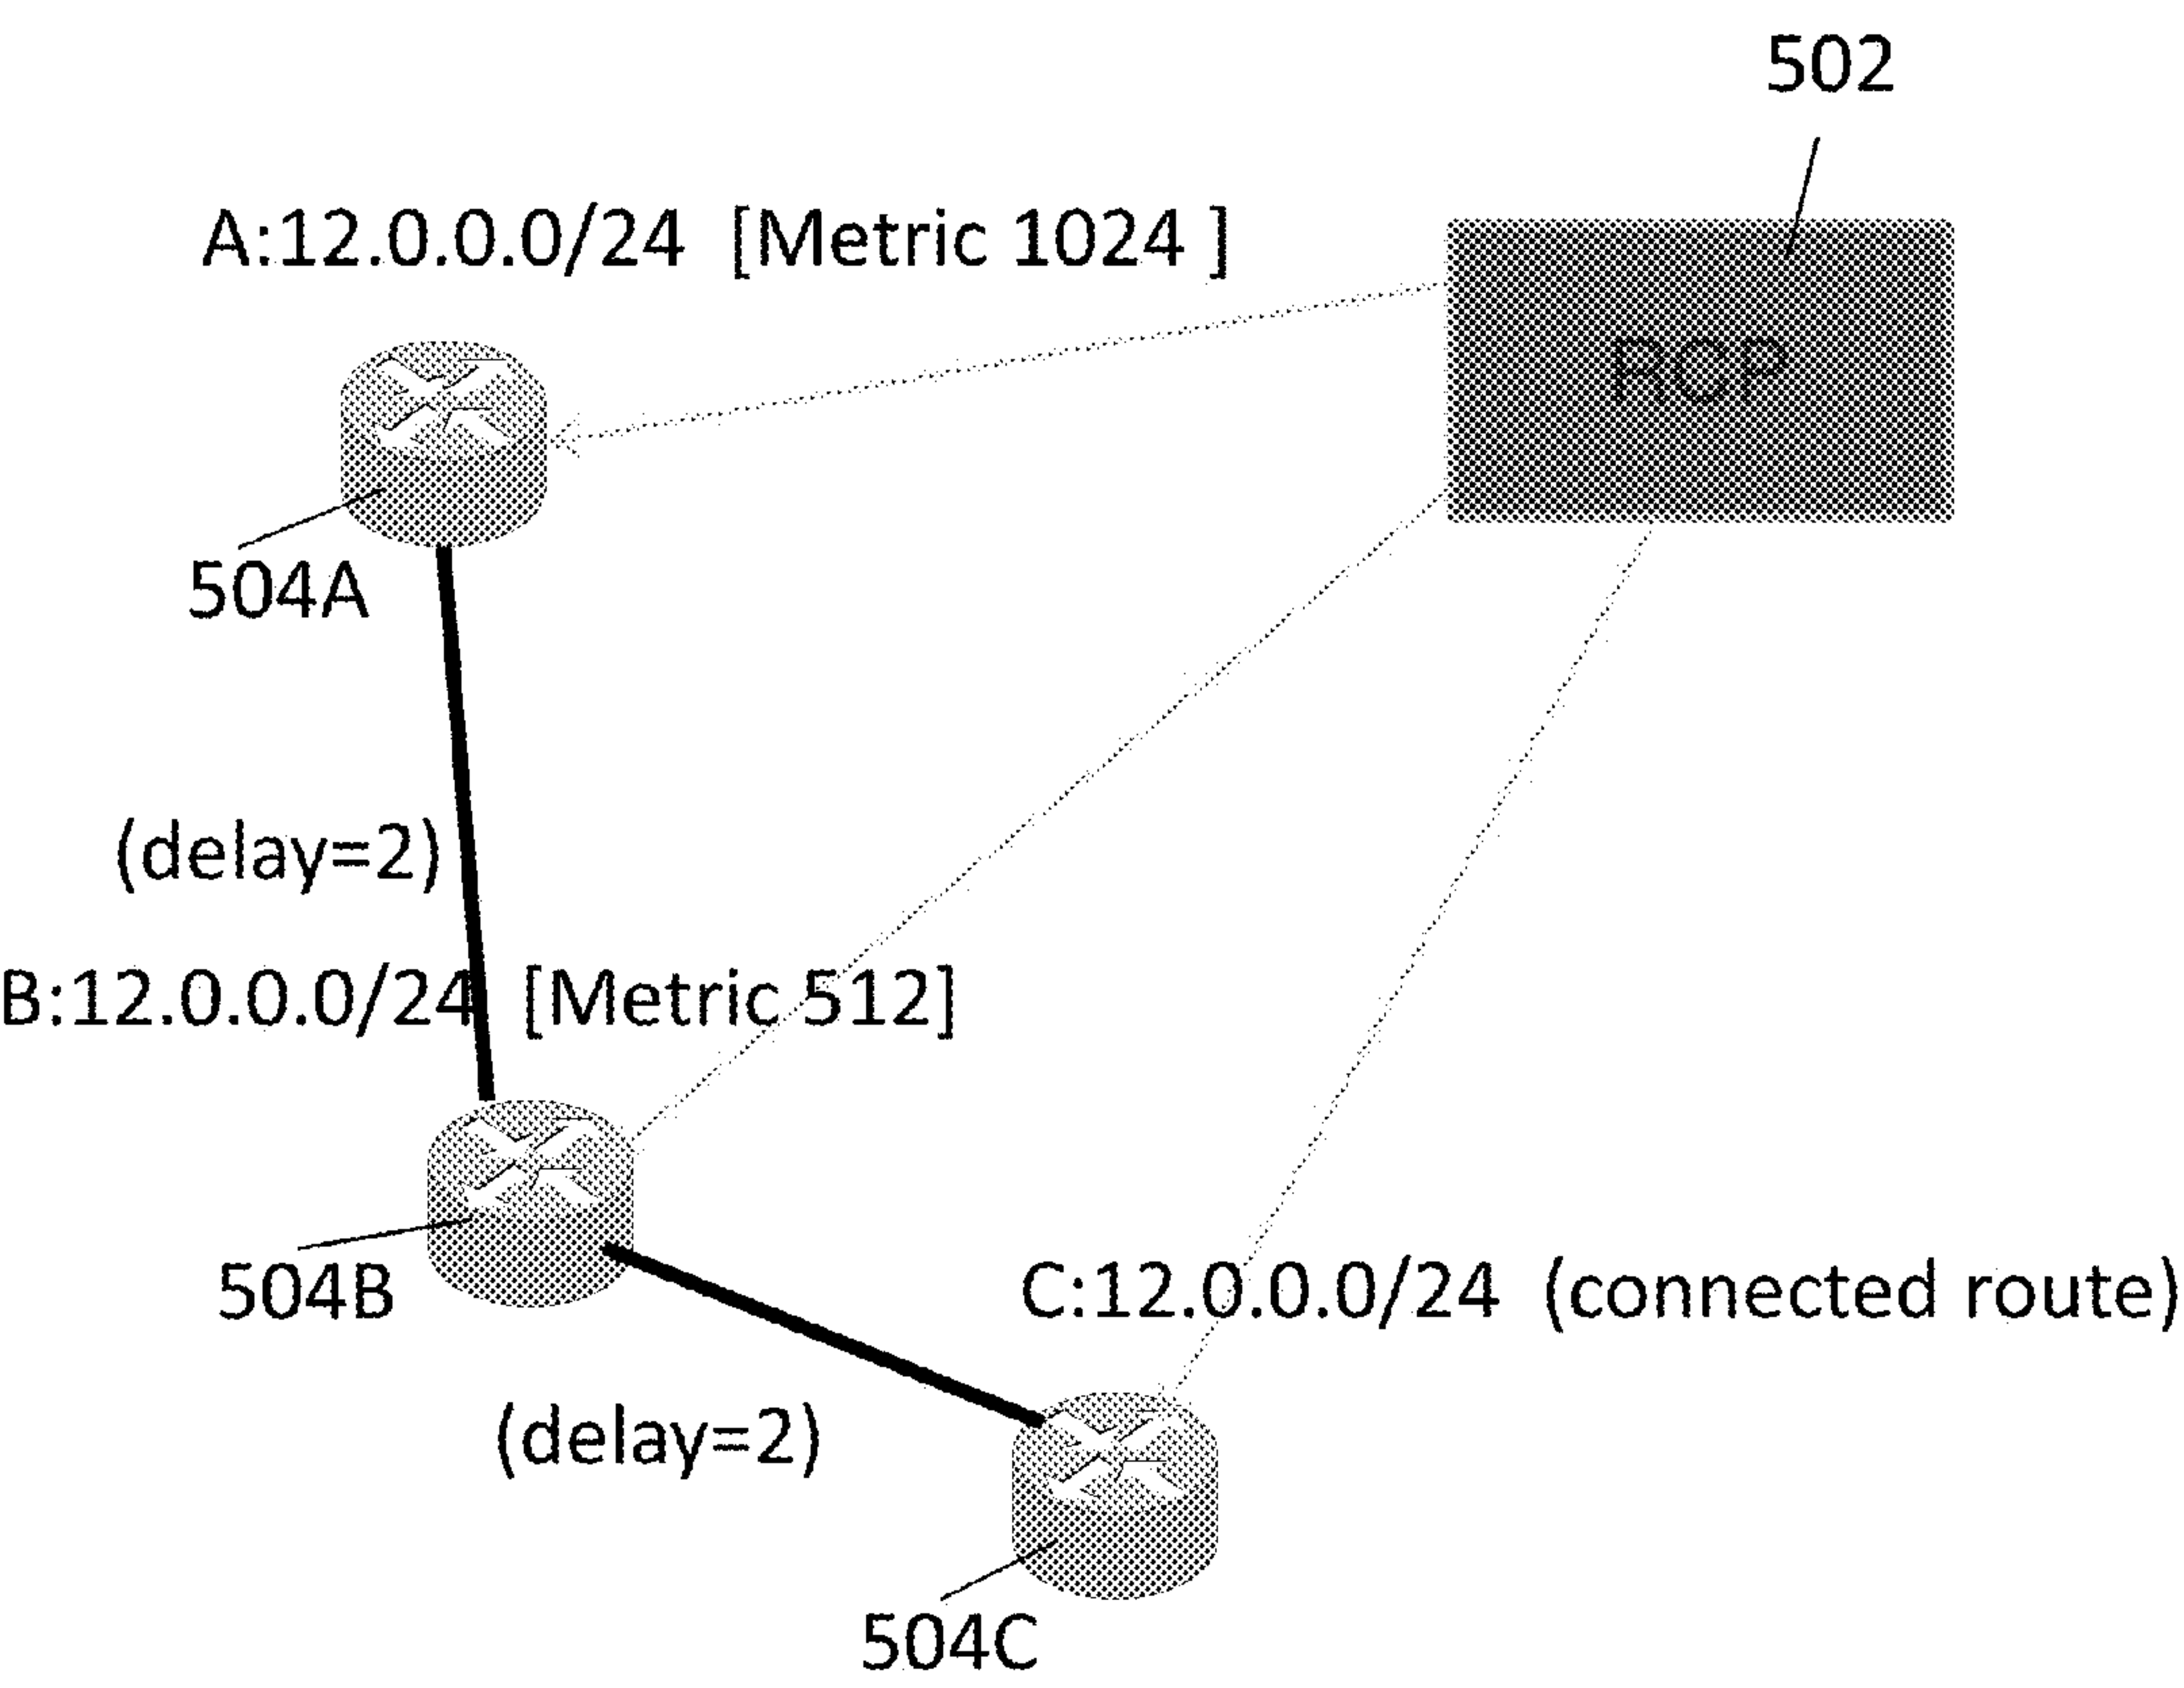 502
A:12.0.0.0/24 [Metric 1024 ]
RCP
504A
(delay=2)
B:12.0.0.0/24 [Metric 512]
504B
C:12.0.0.0/24 (connected route)
(delay=2)
504C